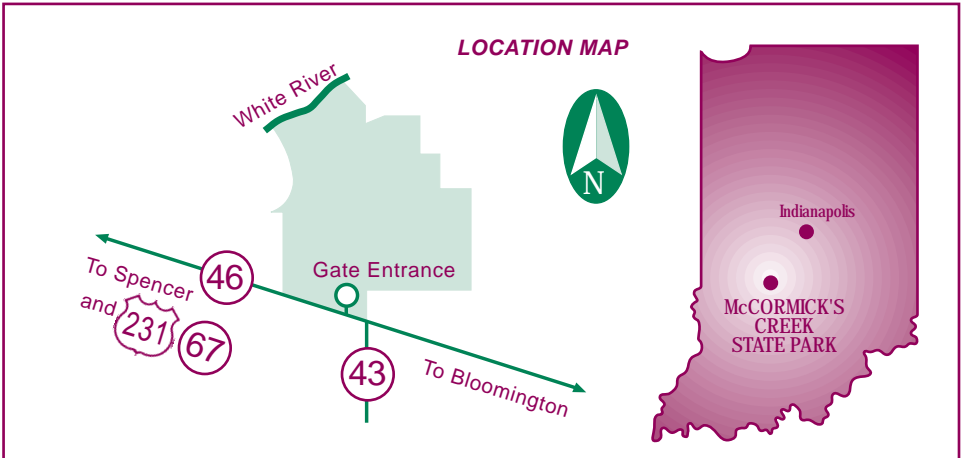 LOCATION MAP
White River
N
Indianapolis
McCORMICK'S
CREEK
STATE PARK
Gate Entrance
46
To Spencer
and 231 67
43
To Bloomington